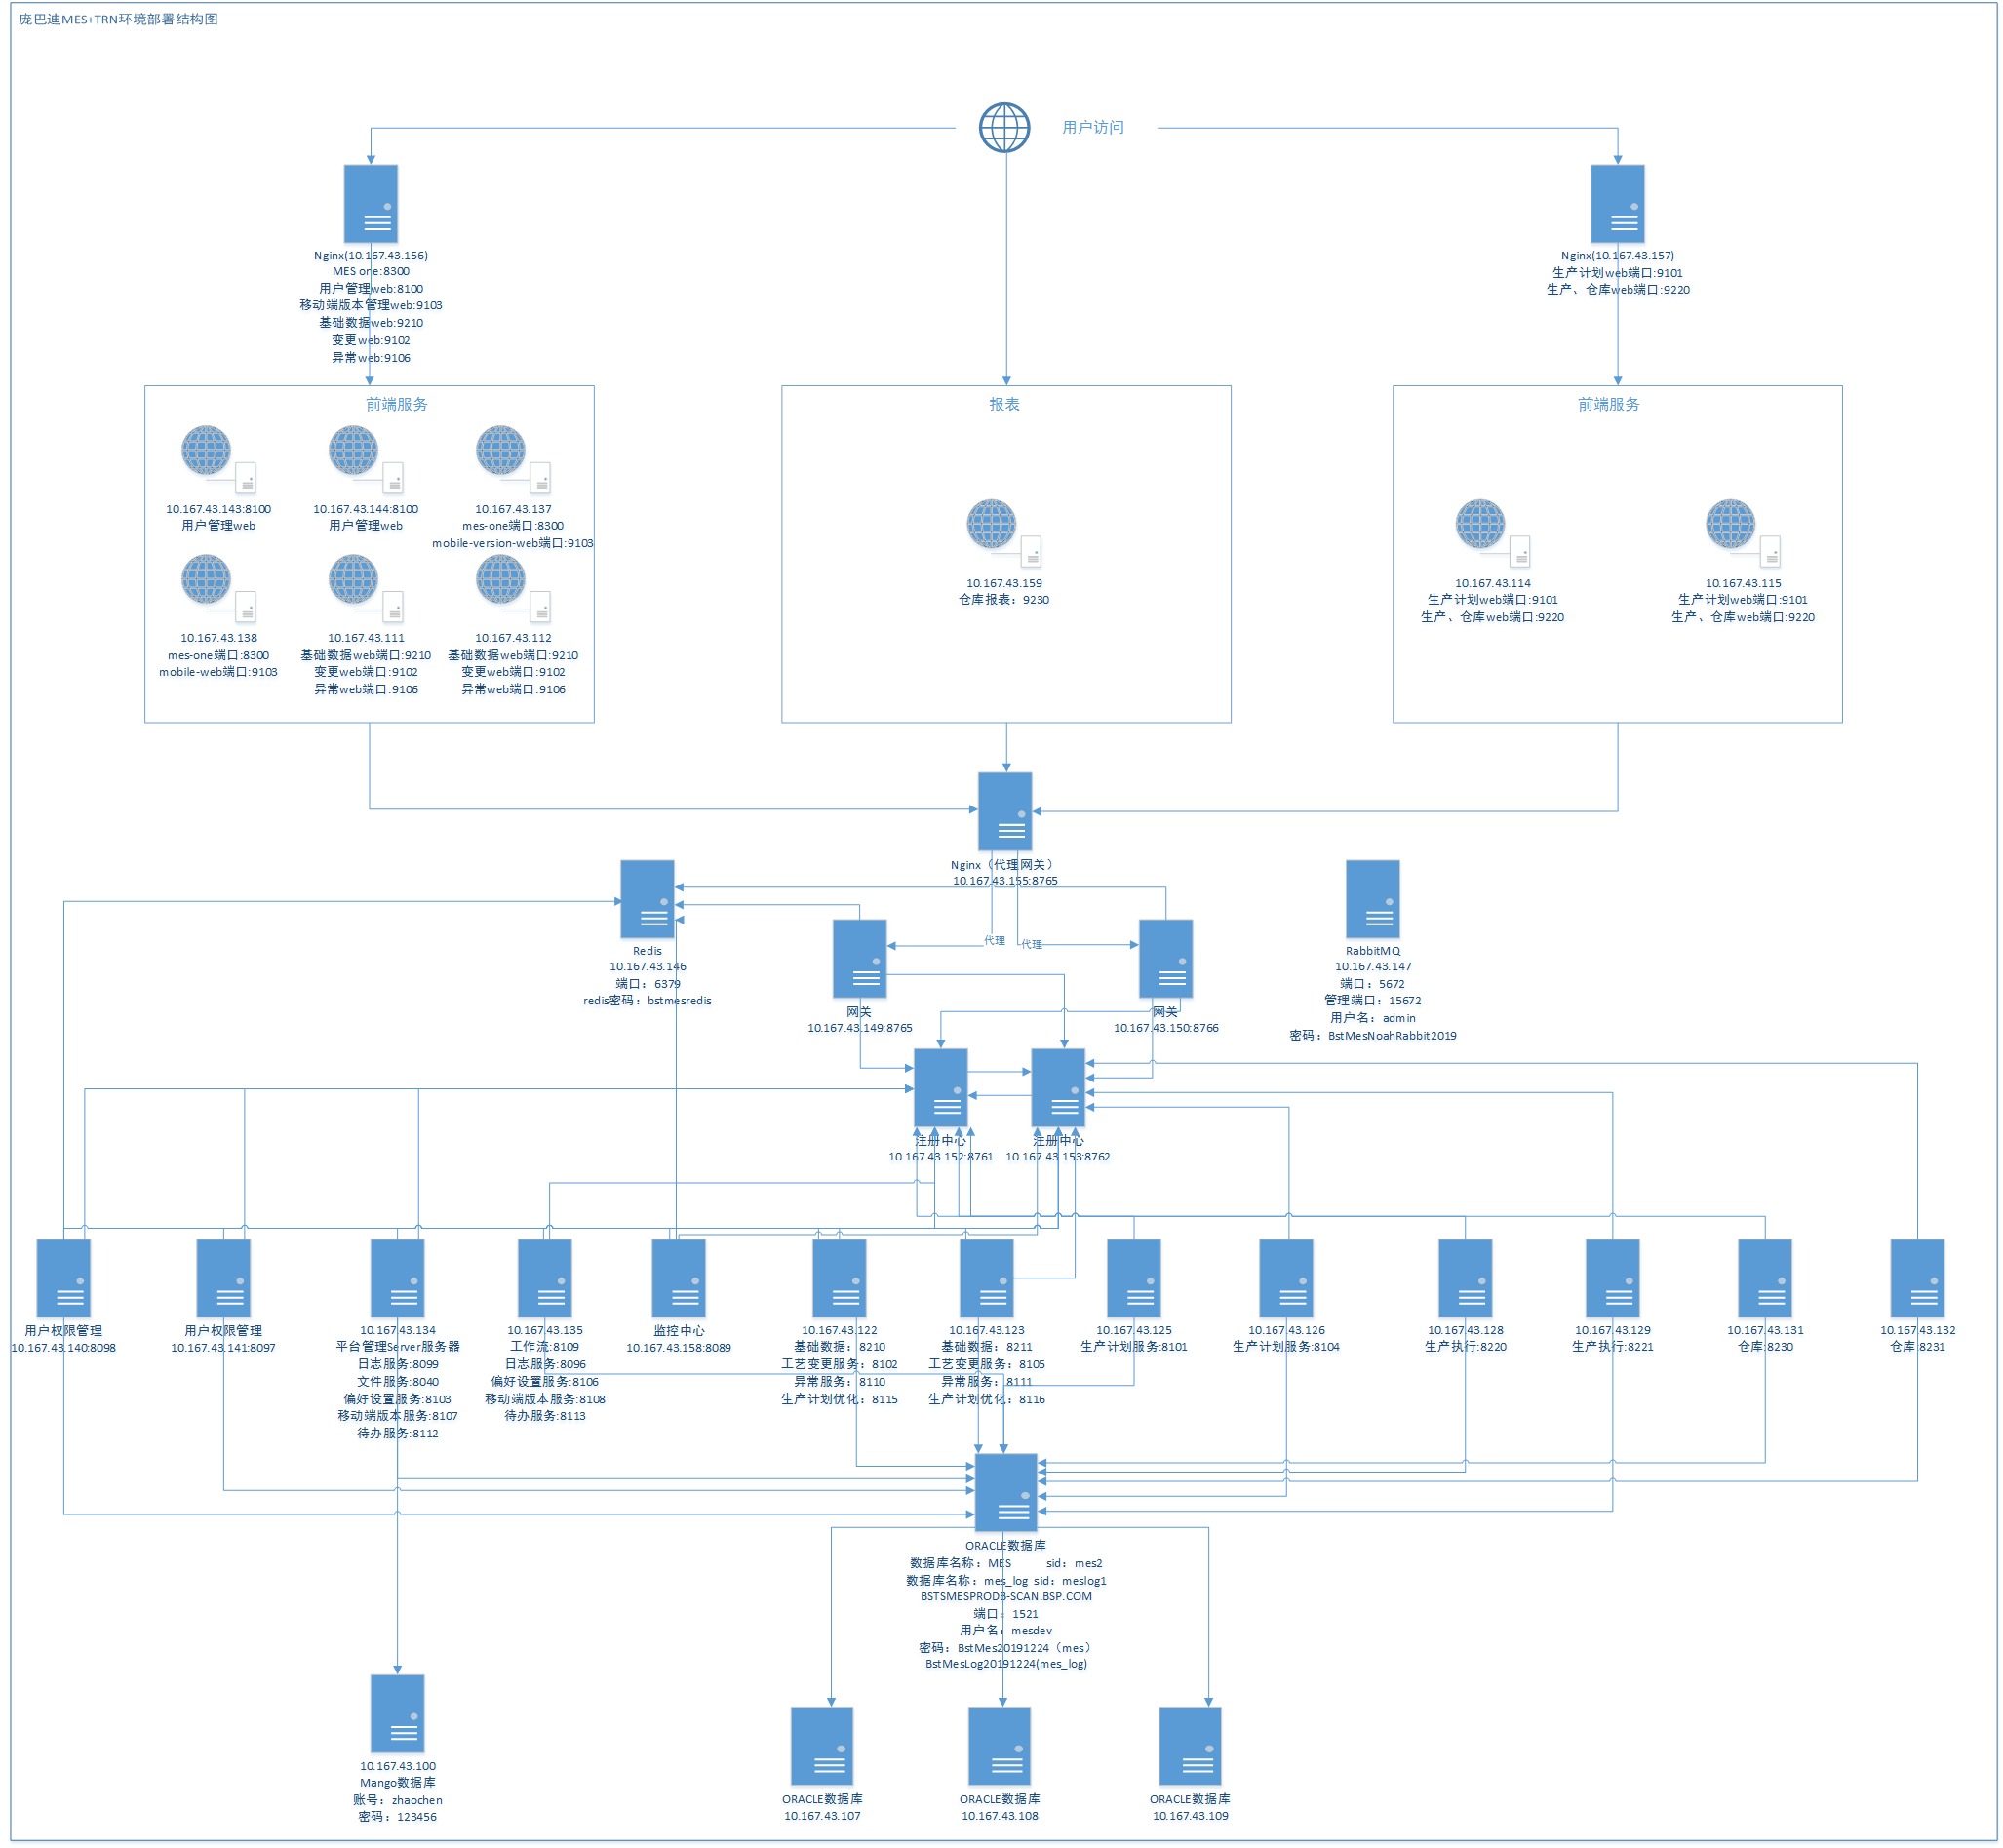 庞巴迪MES+TRN环境部署结构图
用户访问
Nginx(10.167.43.156)
MES one:8300
用户管理web:8100
移动端版本管理web:9103
基础数据web:9210
变更web:9102
异常web:9106
Nginx(10.167.43.157)
生产计划web端口:9101
生产、仓库web端口:9220
前端服务
10.167.43.143:8100
用户管理web
10.167.43.144:8100
用户管理web
10.167.43.137
mes-one端口:8300
mobile-version-web端口:9103
10.167.43.138
mes-one端口:8300
mobile-web端口:9103
10.167.43.111
基础数据web端口:9210
变更web端口:9102
异常web端口:9106
10.167.43.112
基础数据web端口:9210
变更web端口:9102
异常web端口:9106
报表
10.167.43.159
仓库报表：9230
前端服务
10.167.43.114
生产计划web端口:9101
生产、仓库web端口:9220
10.167.43.115
生产计划web端口:9101
生产、仓库web端口:9220
Nginx（代理网关）
10.167.43.155:8765
Redis
10.167.43.146
端口：6379
redis密码：bstmesredis
代理
代理
网关
10.167.43.149:8765
网关
10.167.43.150:8766
RabbitMQ
10.167.43.147
端口：5672
管理端口：15672
用户名：admin
密码：BstMesNoahRabbit2019
注册中心
10.167.43.152:8761
注册中心
10.167.43.153:8762
用户权限管理
10.167.43.140:8098
用户权限管理
10.167.43.141:8097
10.167.43.134
平台管理Server服务器
日志服务:8099
文件服务:8040
偏好设置服务:8103
移动端版本服务:8107
待办服务:8112
10.167.43.135
工作流:8109
日志服务:8096
偏好设置服务:8106
移动端版本服务:8108
待办服务:8113
监控中心
10.167.43.158:8089
10.167.43.122
基础数据：8210
工艺变更服务：8102
异常服务：8110
生产计划优化：8115
10.167.43.123
基础数据：8211
工艺变更服务：8105
异常服务：8111
生产计划优化：8116
10.167.43.125
生产计划服务:8101
10.167.43.126
生产计划服务:8104
10.167.43.128
生产执行:8220
10.167.43.129
生产执行:8221
10.167.43.131
仓库:8230
10.167.43.132
仓库:8231
ORACLE数据库
数据库名称：MES sid：mes2
数据库名称：mes_log sid：meslog1
BSTSMESPRODB-SCAN.BSP.COM
端口：1521
用户名：mesdev
密码：BstMes20191224（mes）
BstMesLog20191224(mes_log)
10.167.43.100
Mango数据库
账号：zhaochen
密码：123456
ORACLE数据库
10.167.43.107
ORACLE数据库
10.167.43.108
ORACLE数据库
10.167.43.109